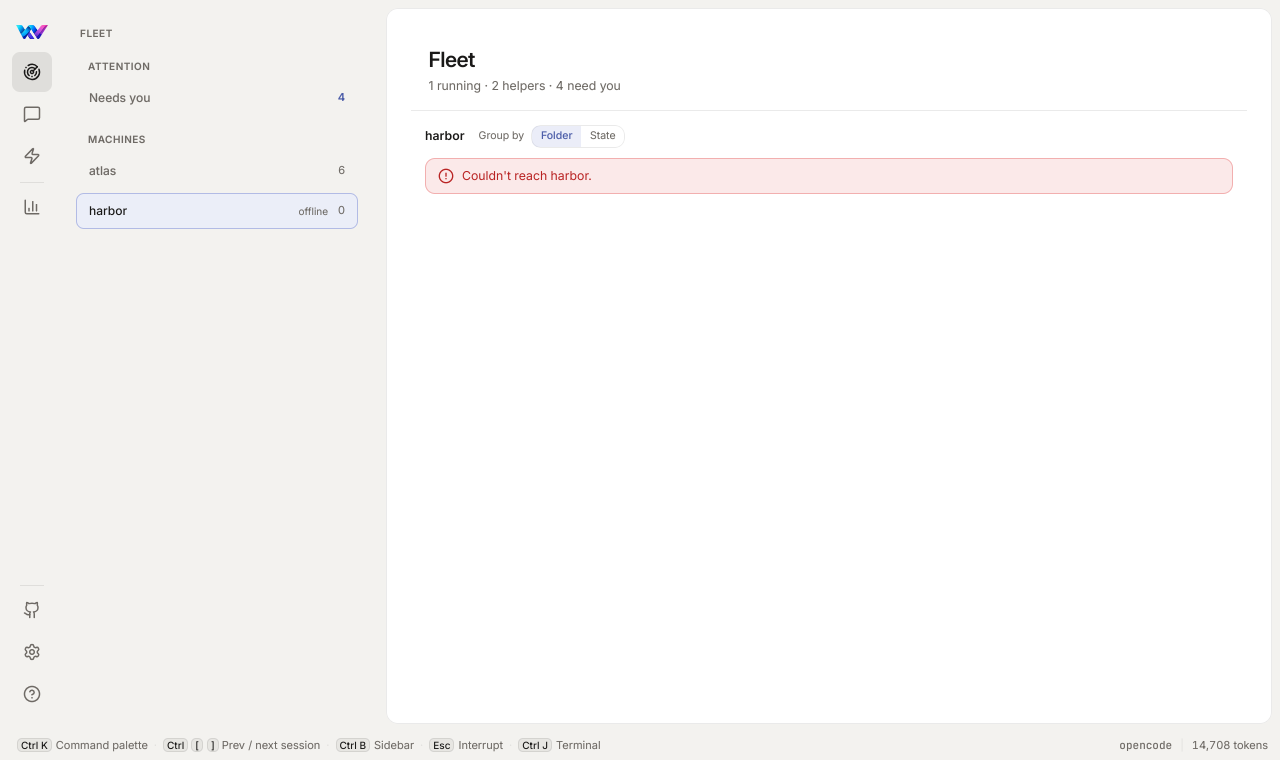 FLEET
ATTENTION
Needs you 4
MACHINES
atlas 6
harbor offline 0
Fleet
1 running · 2 helpers · 4 need you
harbor Group by Folder State
Couldn't reach harbor.
Ctrl K Command palette Ctrl [ ] Prev / next session Ctrl B Sidebar Esc Interrupt Ctrl J Terminal
opencode 14,708 tokens